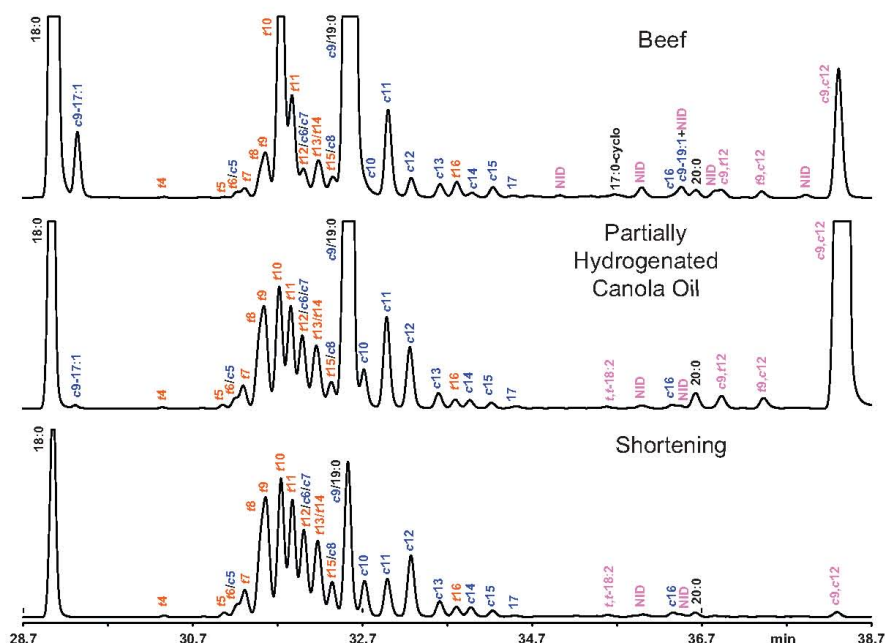 Beef
18:0
c9-17:1
t4
t5
t6/c5
t7
t8
t9
t10
t11
t12/c6/c7
t13/t14
t15/c8
c9/19:0
c10
c11
c12
c13
t16
c14
c15
17
NID
17:0-cyclo
NID
c16
c9-19:1+NID
20:0
NID
c9,t12
t9,c12
NID
c9,c12
Partially
Hydrogenated
Canola Oil
18:0
c9-17:1
t4
t5
t6/c5
t7
t8
t9
t10
t11
t12/c6/c7
t13/t14
t15/c8
c9/19:0
c10
c11
c12
c13
t16
c14
c15
17
t,t-18:2
NID
c16
NID
20:0
c9,t12
t9,c12
c9,c12
Shortening
18:0
t4
t5
t6/c5
t7
t8
t9
t10
t11
t12/c6/c7
t13/t14
t15/c8
c9/19:0
c10
c11
c12
c13
t16
c14
c15
17
t,t-18:2
NID
c16
NID
20:0
c9,c12
28.7 30.7 32.7 34.7 36.7 min 38.7